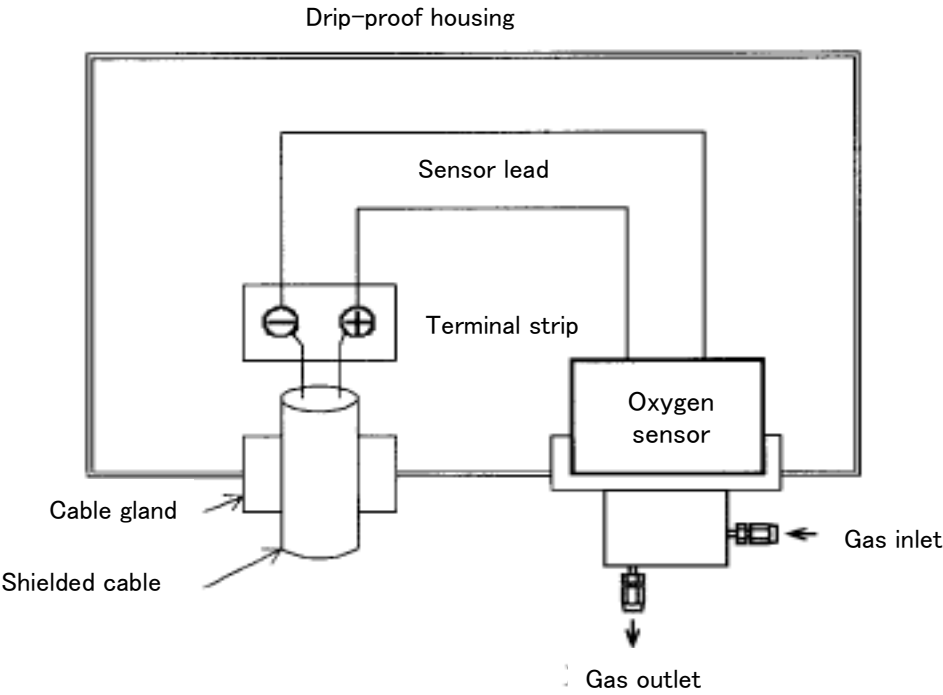 Drip-proof housing
Sensor lead
Terminal strip
Oxygen
sensor
Cable gland
Gas inlet
Shielded cable
Gas outlet